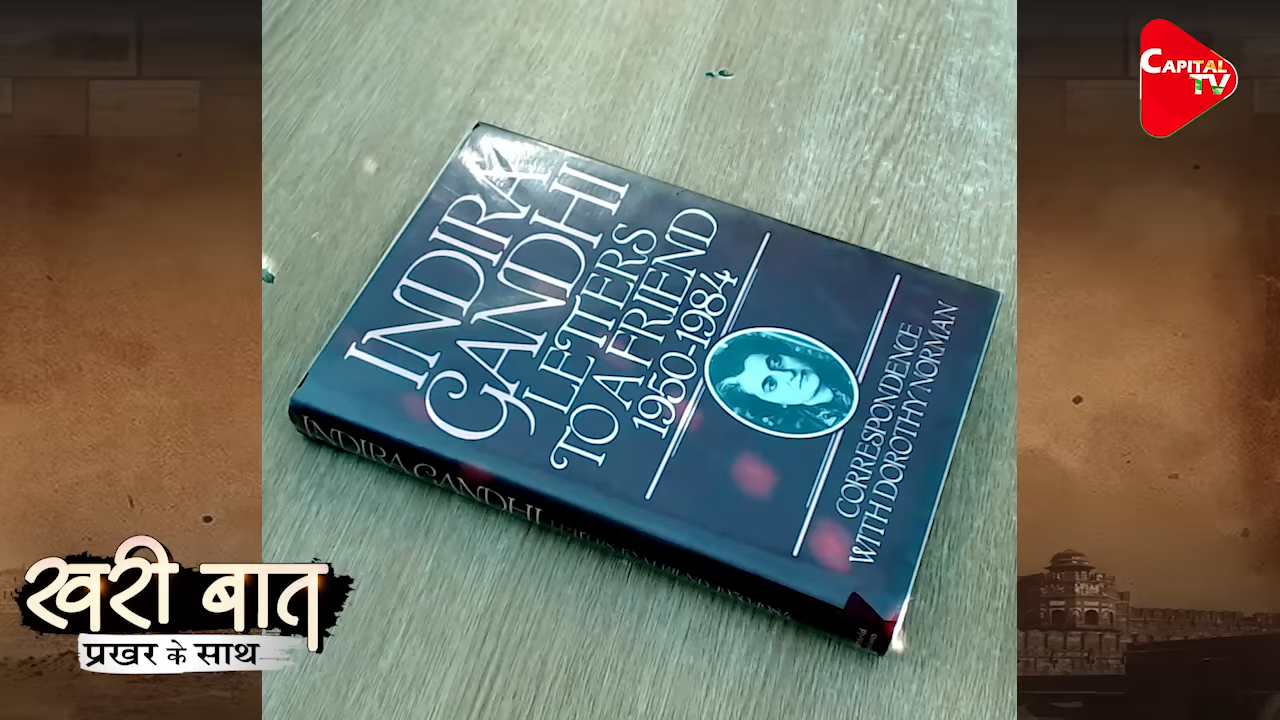 CAPITAL
TV
INDIRA
GANDHI
LETTERS
TO A FRIEND
1950-1984
CORRESPONDENCE
WITH DOROTHY NORMAN
INDIRA GANDHI
खरी बात
प्रखर के साथ